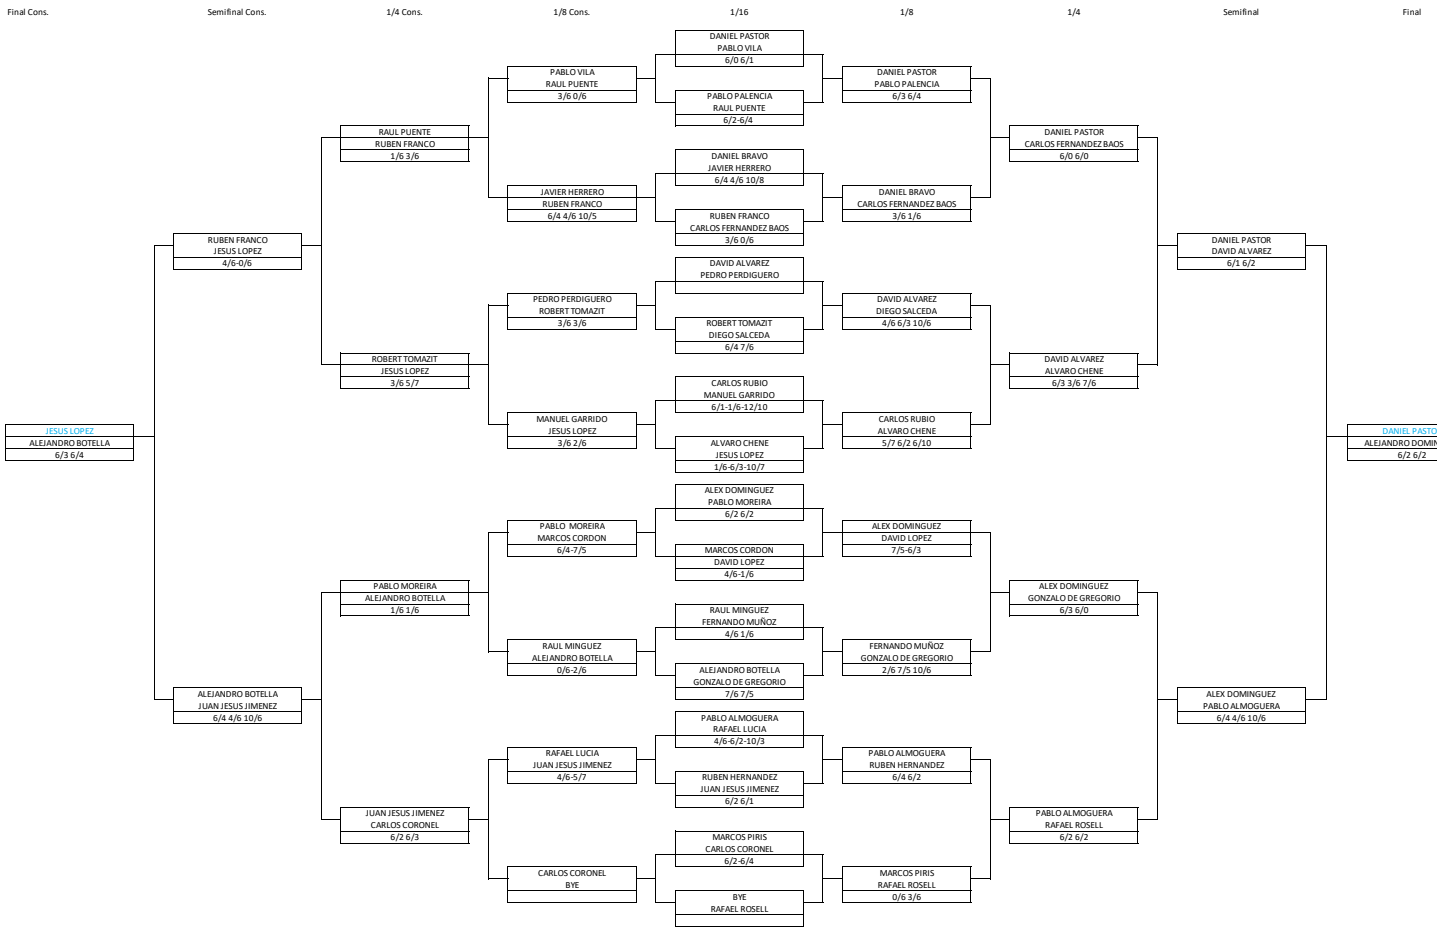 Final Cons.
Semifinal Cons.
1/4 Cons.
1/8 Cons.
1/16
1/8
1/4
Semifinal
Final
JESUS LOPEZ
ALEJANDRO BOTELLA
6/3 6/4
RUBEN FRANCO
JESUS LOPEZ
4/6-0/6
ALEJANDRO BOTELLA
JUAN JESUS JIMENEZ
6/4 4/6 10/6
RAUL PUENTE
RUBEN FRANCO
1/6 3/6
ROBERT TOMAZIT
JESUS LOPEZ
3/6 5/7
PABLO MOREIRA
ALEJANDRO BOTELLA
1/6 1/6
JUAN JESUS JIMENEZ
CARLOS CORONEL
6/2 6/3
PABLO VILA
RAUL PUENTE
3/6 0/6
JAVIER HERRERO
RUBEN FRANCO
6/4 4/6 10/5
PEDRO PERDIGUERO
ROBERT TOMAZIT
3/6 3/6
MANUEL GARRIDO
JESUS LOPEZ
3/6 2/6
PABLO MOREIRA
MARCOS CORDON
6/4-7/5
RAUL MINGUEZ
ALEJANDRO BOTELLA
0/6-2/6
RAFAEL LUCIA
JUAN JESUS JIMENEZ
4/6-5/7
CARLOS CORONEL
BYE
DANIEL PASTOR
PABLO VILA
6/0 6/1
PABLO PALENCIA
RAUL PUENTE
6/2-6/4
DANIEL BRAVO
JAVIER HERRERO
6/4 4/6 10/8
RUBEN FRANCO
CARLOS FERNANDEZ BAOS
3/6 0/6
DAVID ALVAREZ
PEDRO PERDIGUERO
ROBERT TOMAZIT
DIEGO SALCEDA
6/4 7/6
CARLOS RUBIO
MANUEL GARRIDO
6/1-1/6-12/10
ALVARO CHENE
JESUS LOPEZ
1/6-6/3-10/7
ALEX DOMINGUEZ
PABLO MOREIRA
6/2 6/2
MARCOS CORDON
DAVID LOPEZ
4/6-1/6
RAUL MINGUEZ
FERNANDO MUÑOZ
4/6 1/6
ALEJANDRO BOTELLA
GONZALO DE GREGORIO
7/6 7/5
PABLO ALMOGUERA
RAFAEL LUCIA
4/6-6/2-10/3
RUBEN HERNANDEZ
JUAN JESUS JIMENEZ
6/2 6/1
MARCOS PIRIS
CARLOS CORONEL
6/2-6/4
BYE
RAFAEL ROSELL
DANIEL PASTOR
PABLO PALENCIA
6/3 6/4
DANIEL BRAVO
CARLOS FERNANDEZ BAOS
3/6 1/6
DAVID ALVAREZ
DIEGO SALCEDA
4/6 6/3 10/6
CARLOS RUBIO
ALVARO CHENE
5/7 6/2 6/10
ALEX DOMINGUEZ
DAVID LOPEZ
7/5-6/3
FERNANDO MUÑOZ
GONZALO DE GREGORIO
2/6 7/5 10/6
PABLO ALMOGUERA
RUBEN HERNANDEZ
6/4 6/2
MARCOS PIRIS
RAFAEL ROSELL
0/6 3/6
DANIEL PASTOR
CARLOS FERNANDEZ BAOS
6/0 6/0
DAVID ALVAREZ
ALVARO CHENE
6/3 3/6 7/6
ALEX DOMINGUEZ
GONZALO DE GREGORIO
6/3 6/0
PABLO ALMOGUERA
RAFAEL ROSELL
6/2 6/2
DANIEL PASTOR
DAVID ALVAREZ
6/1 6/2
ALEX DOMINGUEZ
PABLO ALMOGUERA
6/4 4/6 10/6
DANIEL PASTO
ALEJANDRO DOMIN
6/2 6/2